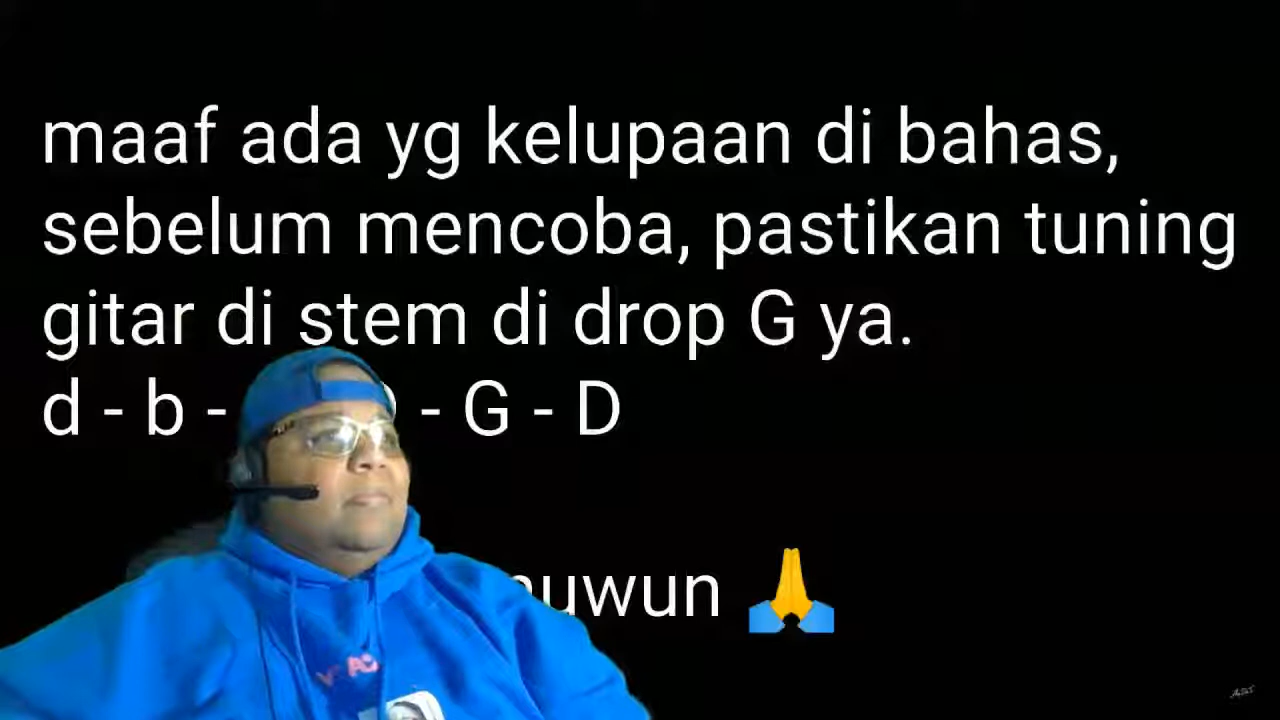 maaf ada yg kelupaan di bahas,
sebelum mencoba, pastikan tuning
gitar di stem di drop G ya.
d - b - - G - D
🙏